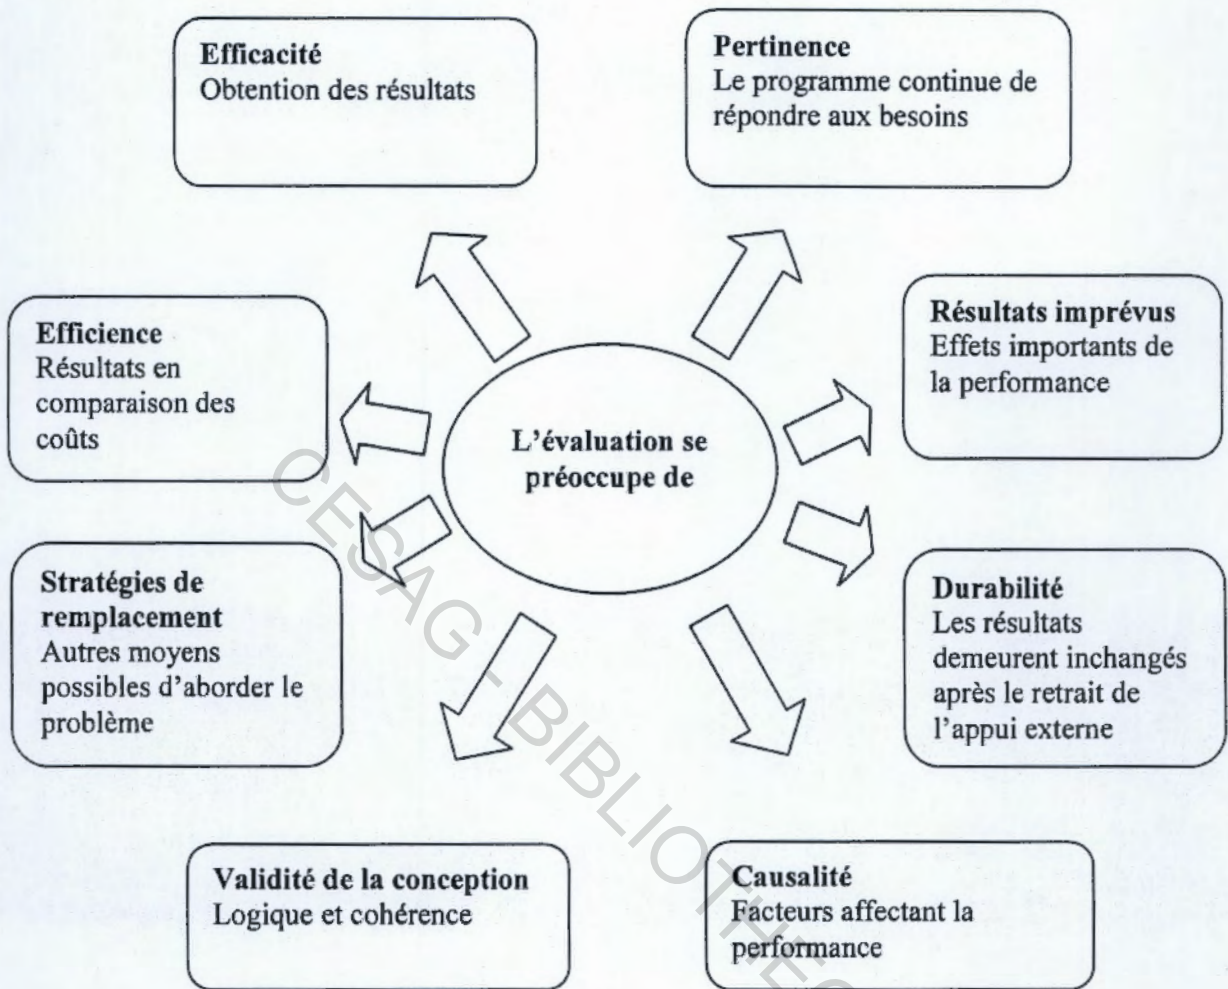 Efficacité
Obtention des résultats
Pertinence
Le programme continue de
répondre aux besoins
Efficience
Résultats en
comparaison des
coûts
Résultats imprévus
Effets importants de
la performance
L'évaluation se
préoccupe de
Stratégies de
remplacement
Autres moyens
possibles d'aborder le
problème
Durabilité
Les résultats
demeurent inchangés
après le retrait de
l'appui externe
Validité de la conception
Logique et cohérence
Causalité
Facteurs affectant la
performance
CESAG - BIBLIOTHEQ